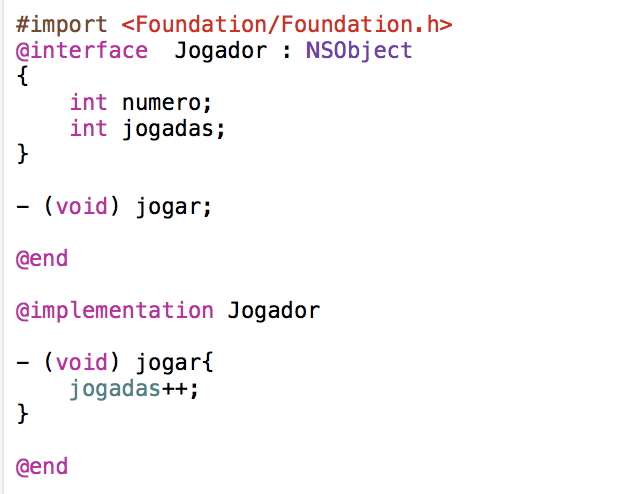 #import <Foundation/Foundation.h>
@interface  Jogador : NSObject
{
    int numero;
    int jogadas;
}

- (void) jogar;

@end

@implementation Jogador

- (void) jogar{
    jogadas++;
}

@end